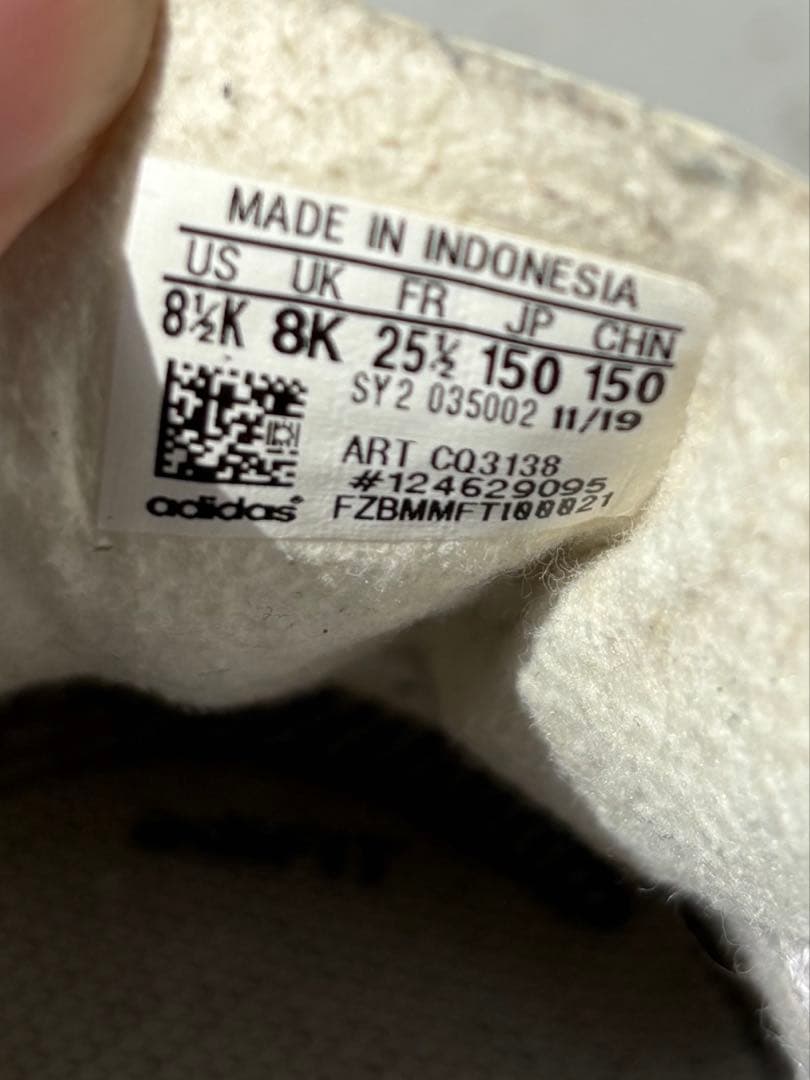 MADE IN INDONESIA
US UK FR JP CHN
8½K 8K 25½ 150 150
SY2 035002 11/19
ART CQ3138
#124629095
adidas